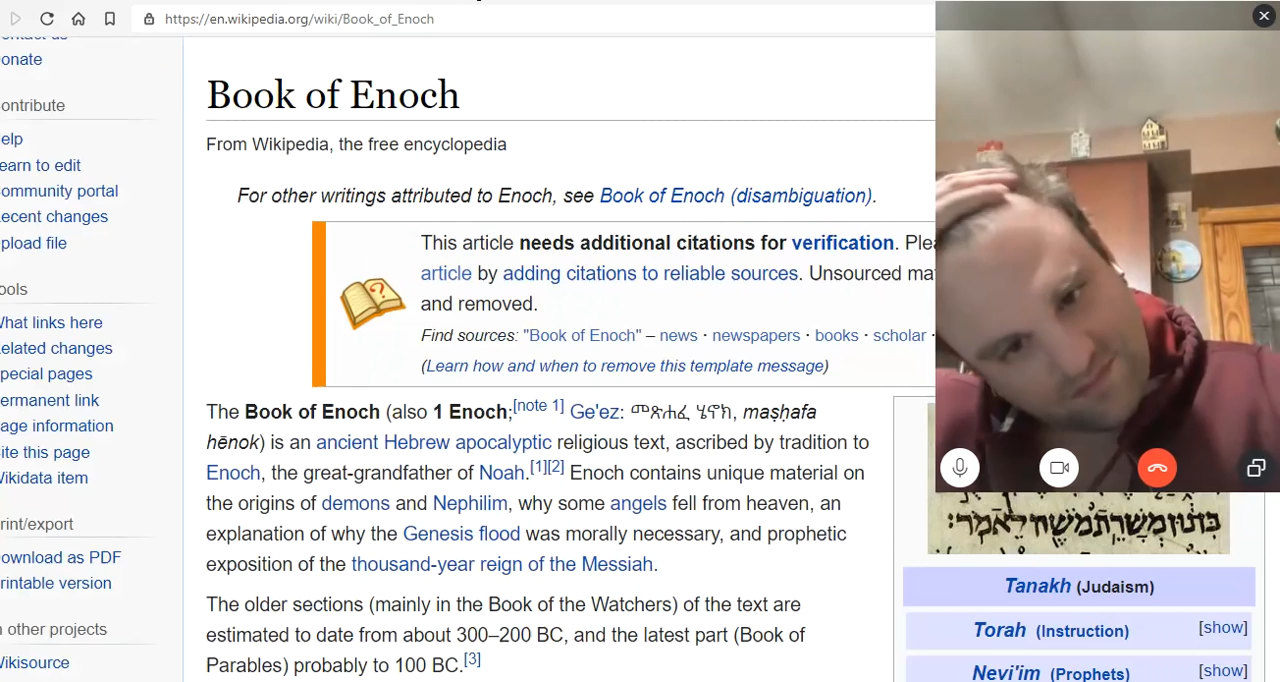 https://en.wikipedia.org/wiki/Book_of_Enoch
ontact us
onate
ontribute
elp
earn to edit
ommunity portal
ecent changes
pload file
ools
hat links here
elated changes
pecial pages
ermanent link
age information
ite this page
ikidata item
rint/export
ownload as PDF
rintable version
n other projects
ikisource
Book of Enoch
From Wikipedia, the free encyclopedia
For other writings attributed to Enoch, see Book of Enoch (disambiguation).
This article needs additional citations for verification. Plea
article by adding citations to reliable sources. Unsourced ma
and removed.
Find sources: "Book of Enoch" – news · newspapers · books · scholar ·
(Learn how and when to remove this template message)
The Book of Enoch (also 1 Enoch;[note 1] Ge'ez: መጽሐፈ ሄኖክ, maṣḥafa
hēnok) is an ancient Hebrew apocalyptic religious text, ascribed by tradition to
Enoch, the great-grandfather of Noah.[1][2] Enoch contains unique material on
the origins of demons and Nephilim, why some angels fell from heaven, an
explanation of why the Genesis flood was morally necessary, and prophetic
exposition of the thousand-year reign of the Messiah.
The older sections (mainly in the Book of the Watchers) of the text are
estimated to date from about 300–200 BC, and the latest part (Book of
Parables) probably to 100 BC.[3]
Tanakh (Judaism)
Torah (Instruction) [show]
Nevi'im (Prophets) [show]